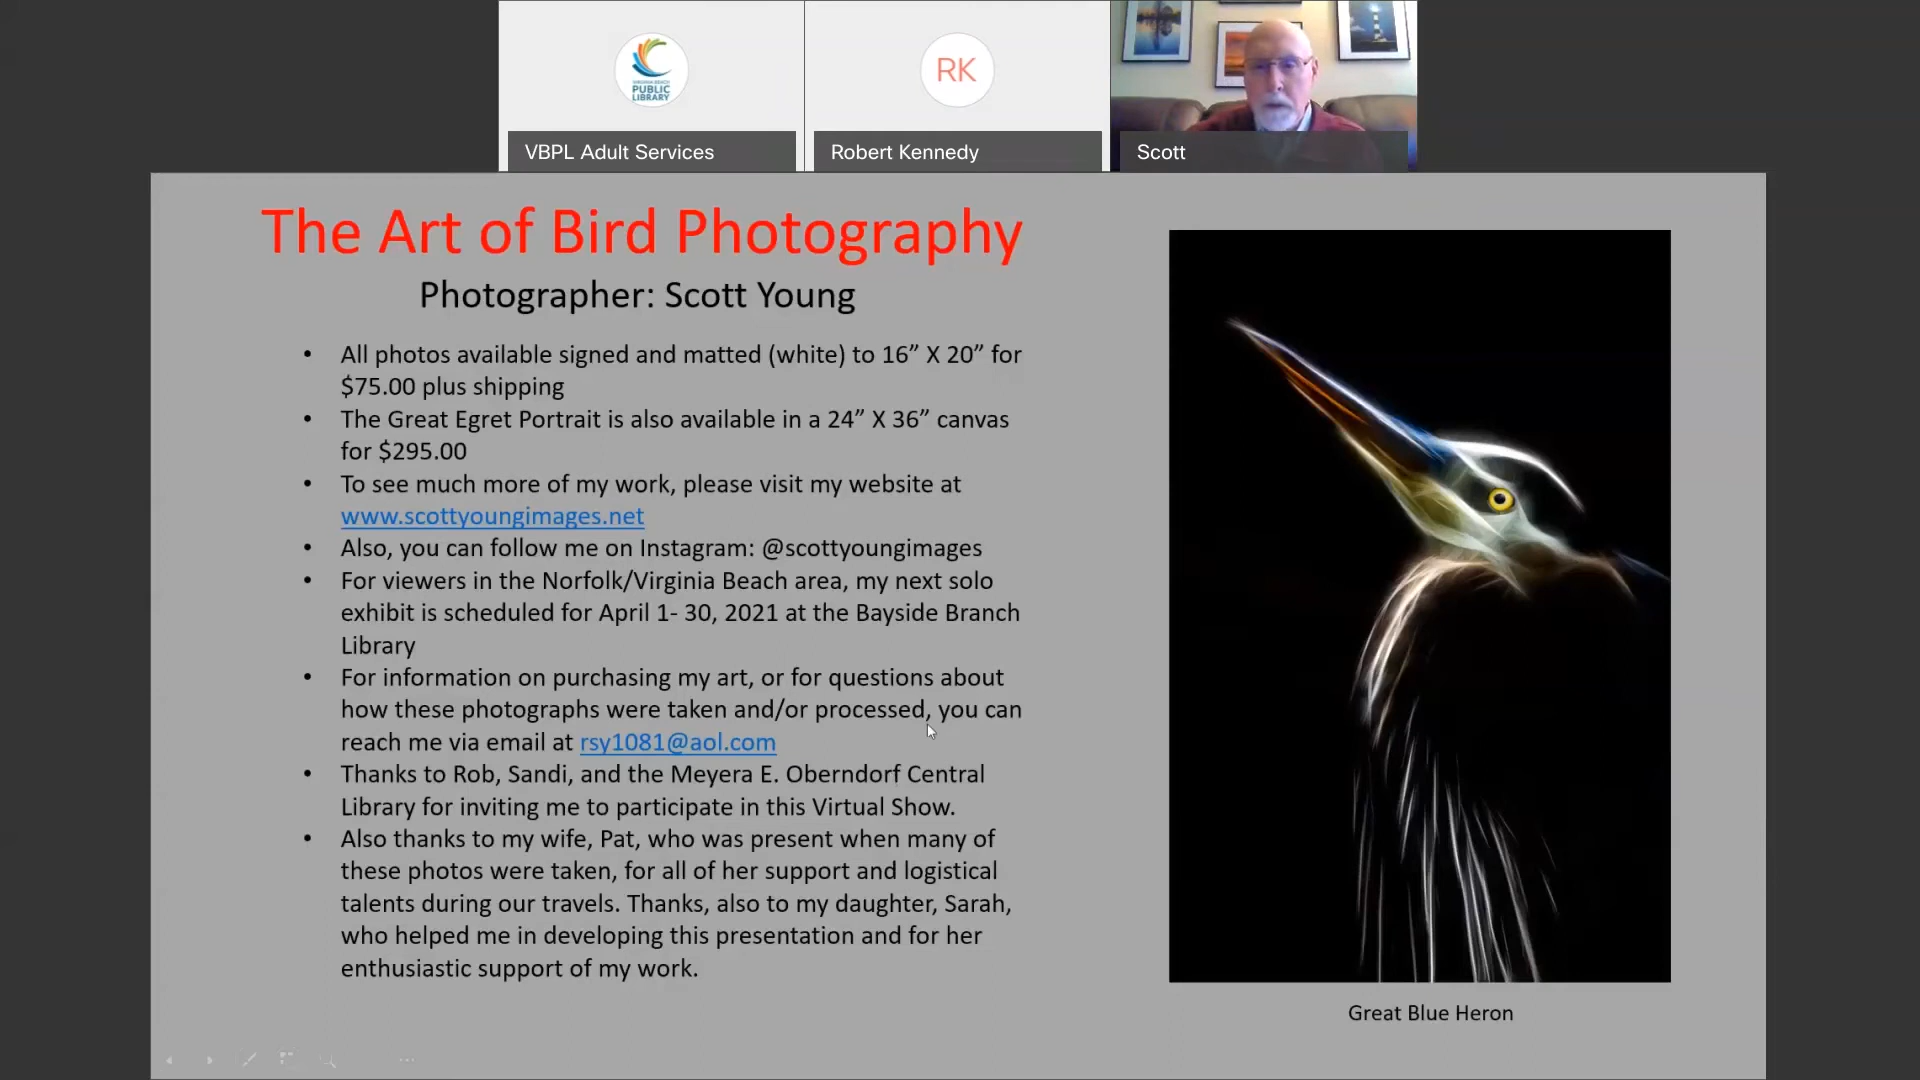 VIRGINIA BEACH
PUBLIC
LIBRARY
RK
VBPL Adult Services
Robert Kennedy
Scott
The Art of Bird Photography
Photographer: Scott Young
• All photos available signed and matted (white) to 16” X 20” for
$75.00 plus shipping
• The Great Egret Portrait is also available in a 24” X 36” canvas
for $295.00
• To see much more of my work, please visit my website at
www.scottyoungimages.net
• Also, you can follow me on Instagram: @scottyoungimages
• For viewers in the Norfolk/Virginia Beach area, my next solo
exhibit is scheduled for April 1- 30, 2021 at the Bayside Branch
Library
• For information on purchasing my art, or for questions about
how these photographs were taken and/or processed, you can
reach me via email at rsy1081@aol.com
• Thanks to Rob, Sandi, and the Meyera E. Oberndorf Central
Library for inviting me to participate in this Virtual Show.
• Also thanks to my wife, Pat, who was present when many of
these photos were taken, for all of her support and logistical
talents during our travels. Thanks, also to my daughter, Sarah,
who helped me in developing this presentation and for her
enthusiastic support of my work.
Great Blue Heron